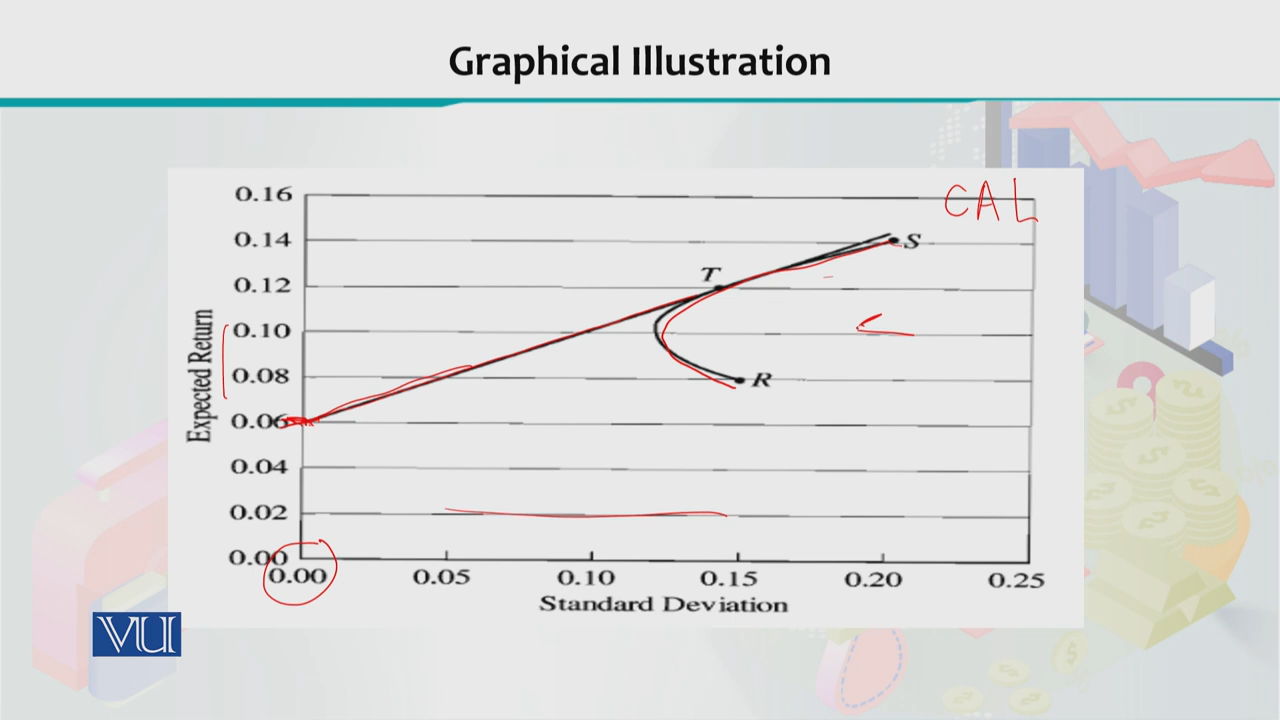 Graphical Illustration
CAL
Expected Return
0.16
0.14
0.12
0.10
0.08
0.06
0.04
0.02
0.00
S
T
R
0.00 0.05 0.10 0.15 0.20 0.25
Standard Deviation
VU